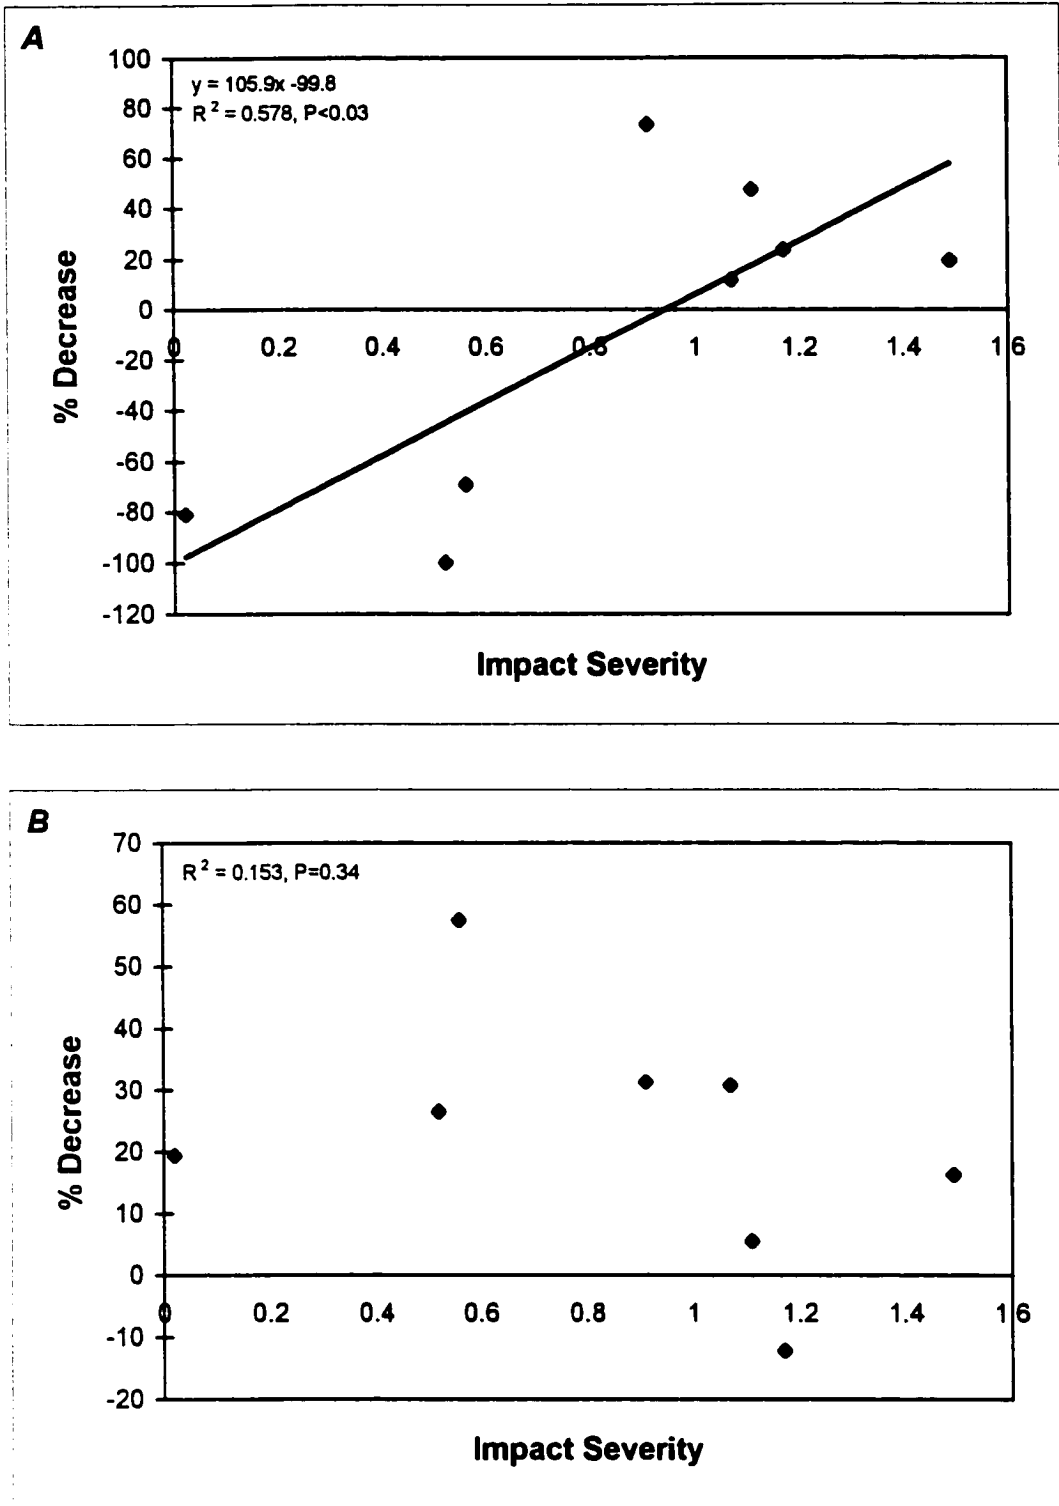 A
100
y = 105.9x -99.8
80
R² = 0.578, P<0.03
60
40
20
0
0 0.2 0.4 0.6 0.8 1 1.2 1.4 1.6
-20
-40
-60
-80
-100
-120
% Decrease
Impact Severity
B
70
R² = 0.153, P=0.34
60
50
40
30
20
10
0
0 0.2 0.4 0.6 0.8 1 1.2 1.4 1.6
-10
-20
% Decrease
Impact Severity